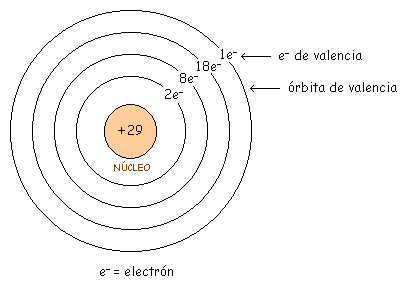 1e⁻ ← e⁻ de valencia
18e⁻
8e⁻
← órbita de valencia
2e⁻
+29
NÚCLEO
e⁻ = electrón